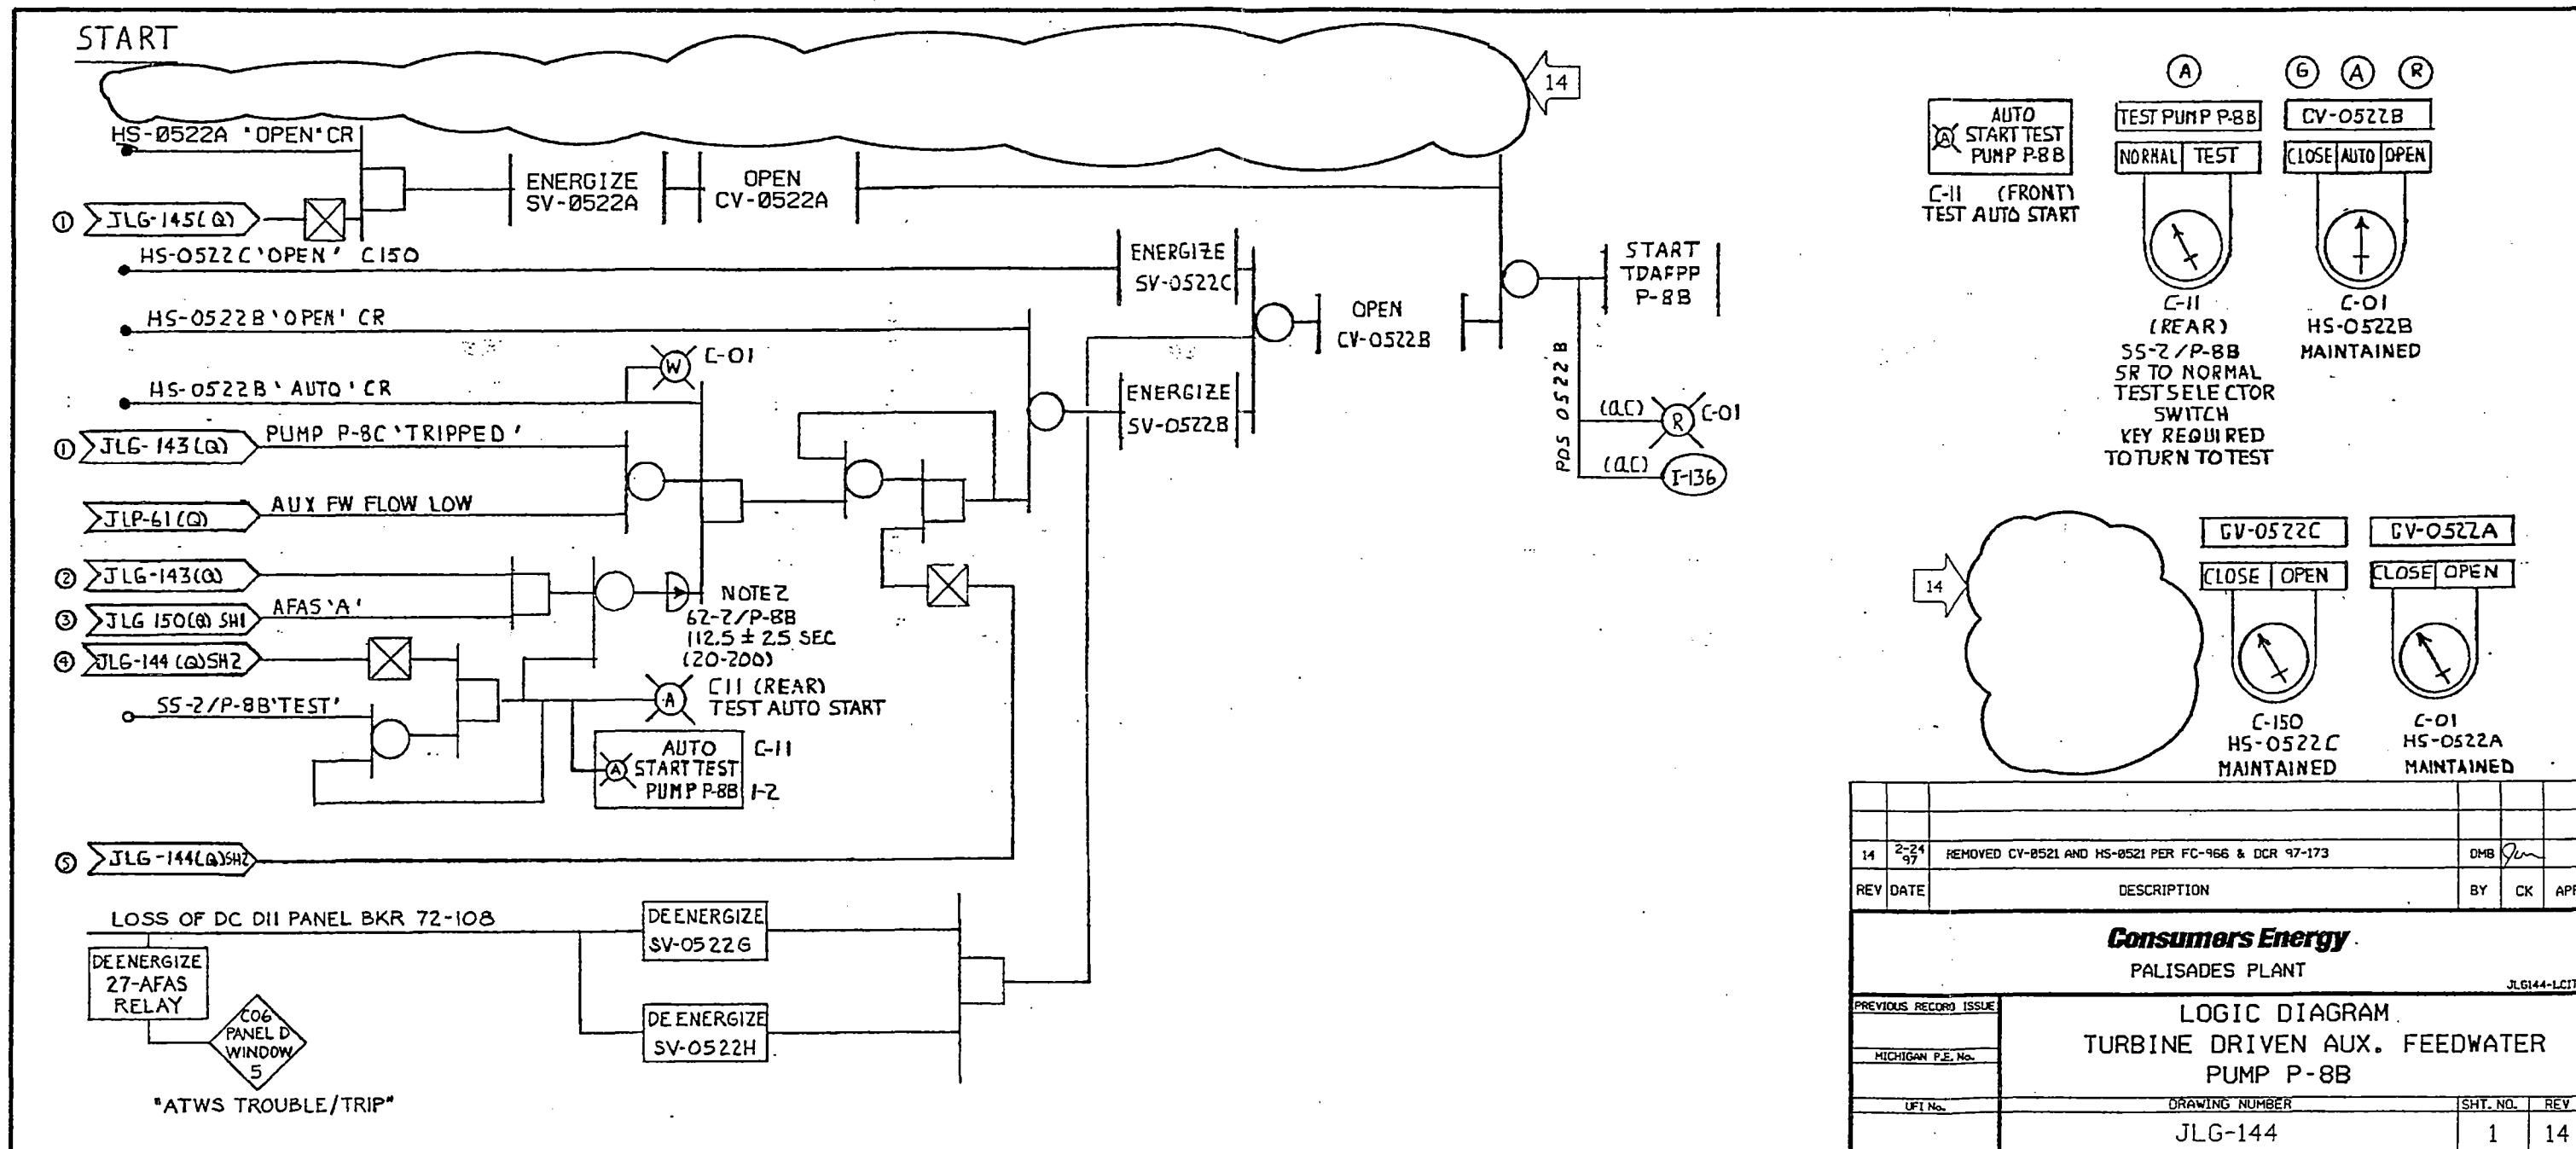 START
14
HS-0522A "OPEN" CR
ENERGIZE
SV-0522A
OPEN
CV-0522A
① JLG-145(Q)
HS-0522C 'OPEN' C150
ENERGIZE
SV-0522C
START
TDAFPP
P-8B
HS-0522B 'OPEN' CR
OPEN
CV-0522B
W C-01
HS-0522B 'AUTO' CR
ENERGIZE
SV-0522B
PDS 0522B
(QC) R C-01
(QC) I-136
① JLG-143(Q) PUMP P-8C 'TRIPPED'
JLP-61(Q) AUX FW FLOW LOW
② JLG-143(Q)
③ JLG 150(Q) SH1 AFAS 'A'
NOTE 2
62-2/P-8B
112.5 ± 2.5 SEC
(20-200)
④ JLG-144(Q)SH2
A C11 (REAR)
TEST AUTO START
SS-2/P-8B 'TEST'
AUTO
A START TEST
PUMP P-8B
C-11
1-2
⑤ JLG-144(Q)SH2
LOSS OF DC D11 PANEL BKR 72-108
DEENERGIZE
27-AFAS
RELAY
C06
PANEL D
WINDOW
5
"ATWS TROUBLE/TRIP"
DEENERGIZE
SV-0522G
DEENERGIZE
SV-0522H
AUTO
A START TEST
PUMP P-8B
C-11 (FRONT)
TEST AUTO START
A
TEST PUMP P-8B
NORMAL TEST
C-11
(REAR)
SS-2/P-8B
SR TO NORMAL
TEST SELECTOR
SWITCH
KEY REQUIRED
TO TURN TO TEST
G A R
CV-0522B
CLOSE AUTO OPEN
C-01
HS-0522B
MAINTAINED
14
CV-0522C
CLOSE OPEN
C-150
HS-0522C
MAINTAINED
CV-0522A
CLOSE OPEN
C-01
HS-0522A
MAINTAINED
14 2-24 97 REMOVED CV-0521 AND HS-0521 PER FC-966 & DCR 97-173 DMB
REV DATE DESCRIPTION BY CK APP
Consumers Energy
PALISADES PLANT
PREVIOUS RECORD ISSUE
MICHIGAN P.E. No.
UFI No.
LOGIC DIAGRAM
TURBINE DRIVEN AUX. FEEDWATER
PUMP P-8B
DRAWING NUMBER SHT. NO. REV
JLG-144 1 14